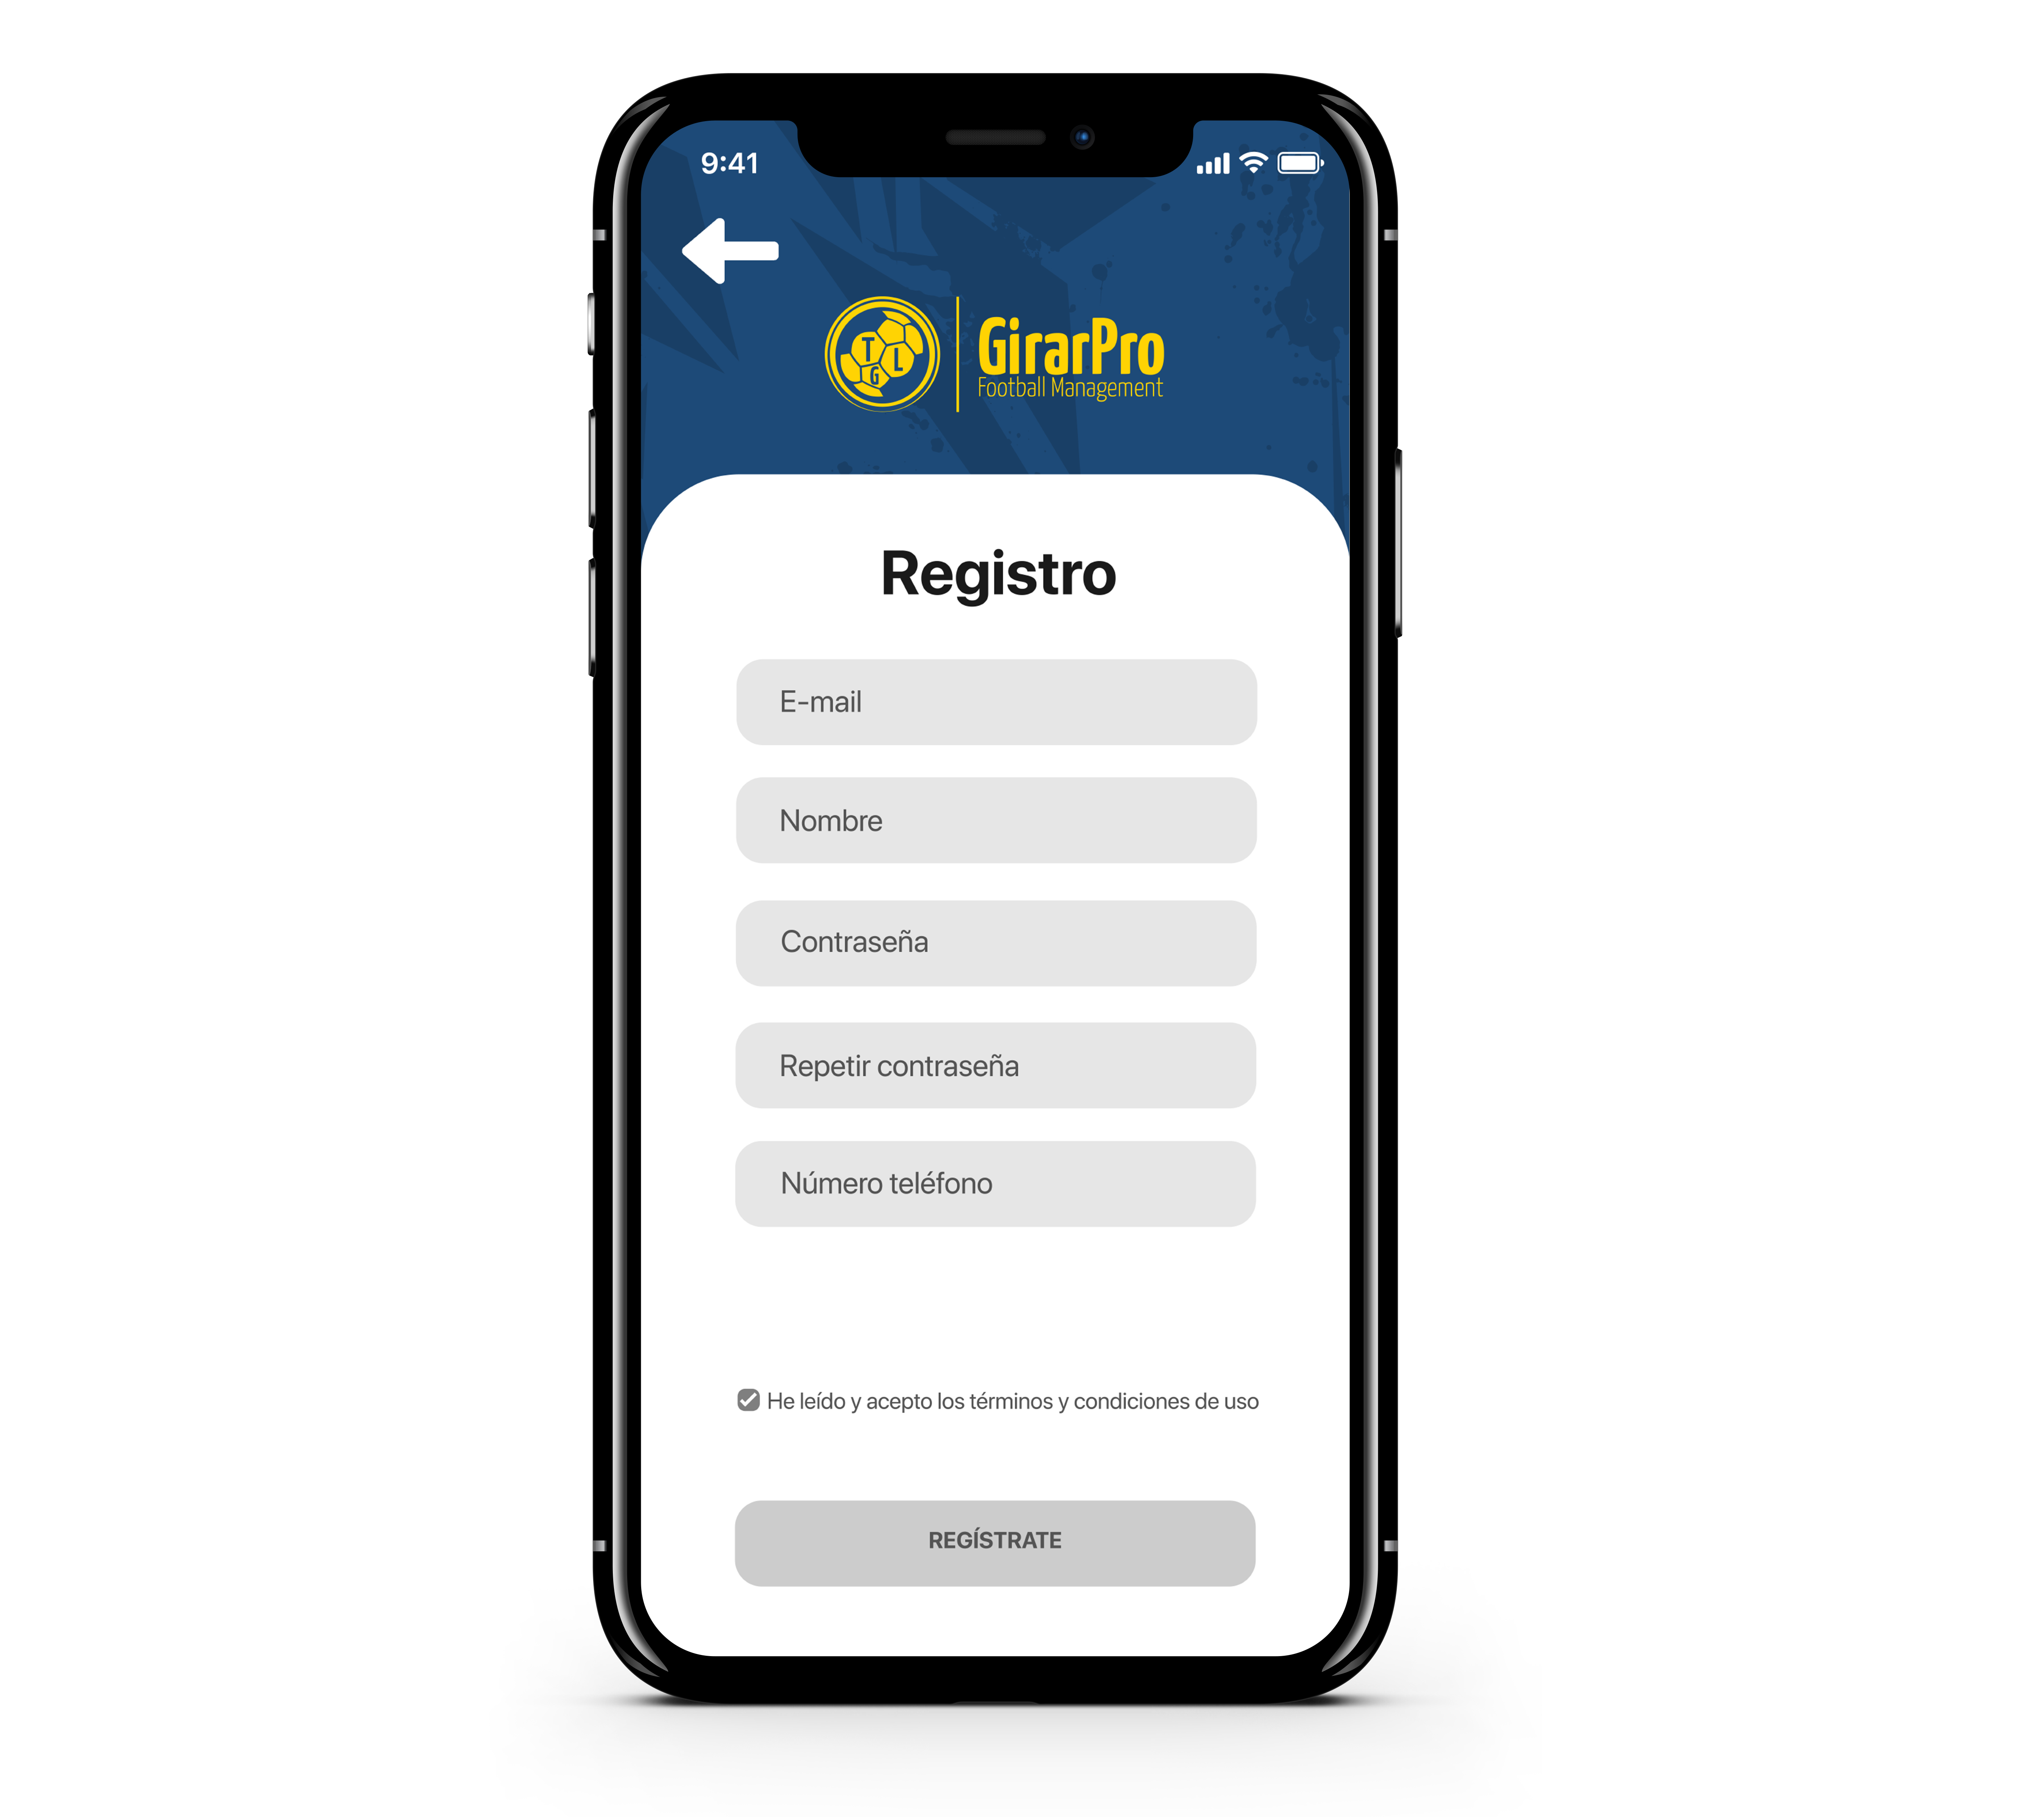 9:41
T L
G
GirarPro
Football Management
Registro
E-mail
Nombre
Contraseña
Repetir contraseña
Número teléfono
He leído y acepto los términos y condiciones de uso
REGÍSTRATE